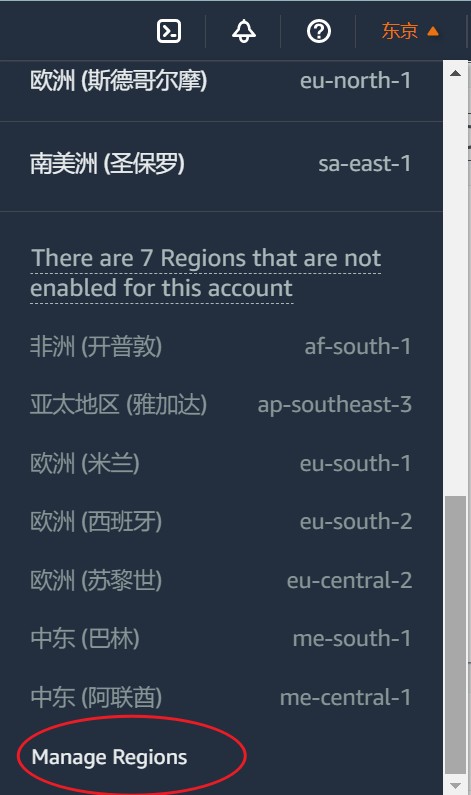 东京
欧洲 (斯德哥尔摩) eu-north-1
南美洲 (圣保罗) sa-east-1
There are 7 Regions that are not
enabled for this account
非洲 (开普敦) af-south-1
亚太地区 (雅加达) ap-southeast-3
欧洲 (米兰) eu-south-1
欧洲 (西班牙) eu-south-2
欧洲 (苏黎世) eu-central-2
中东 (巴林) me-south-1
中东 (阿联酋) me-central-1
Manage Regions